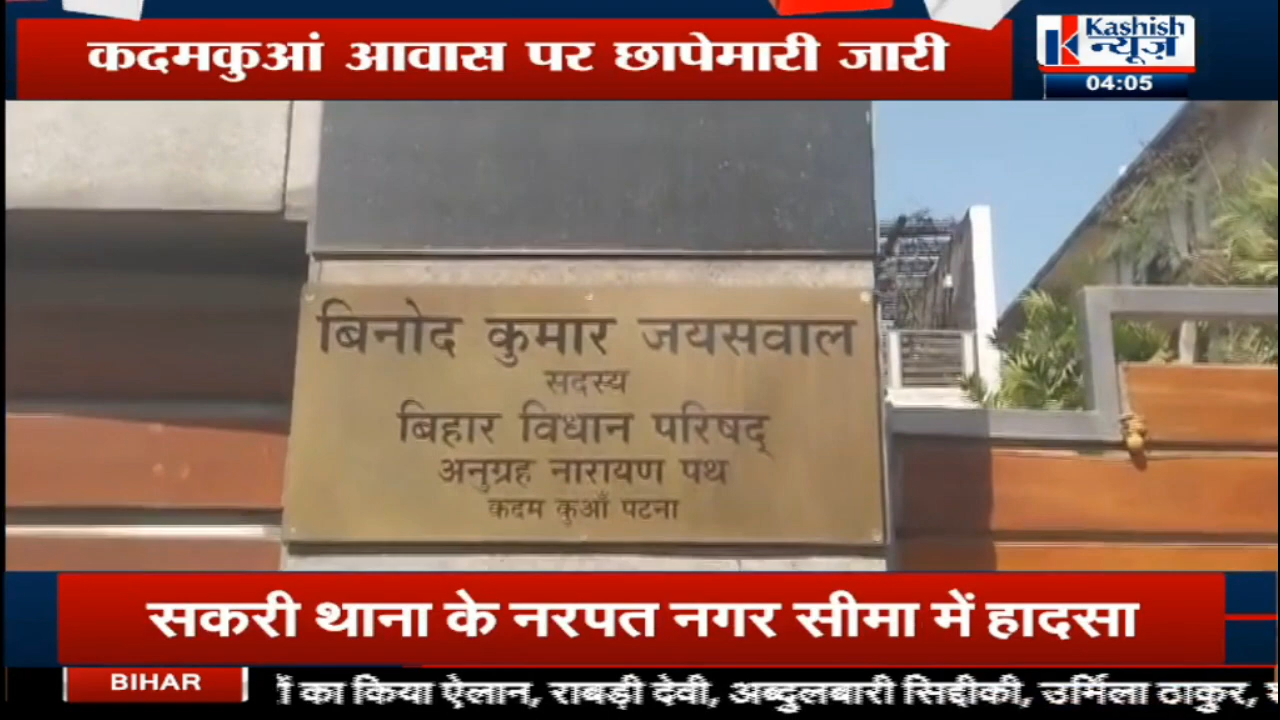 कदमकुआं आवास पर छापेमारी जारी
Kashish
न्यूज़
04:05
बिनोद कुमार जयसवाल
सदस्य
बिहार विधान परिषद्
अनुग्रह नारायण पथ
कदम कुआँ पटना
सकरी थाना के नरपत नगर सीमा में हादसा
BIHAR
का किया ऐलान, राबड़ी देवी, अब्दुलबारी सिद्दीकी, उर्मिला ठाकुर,